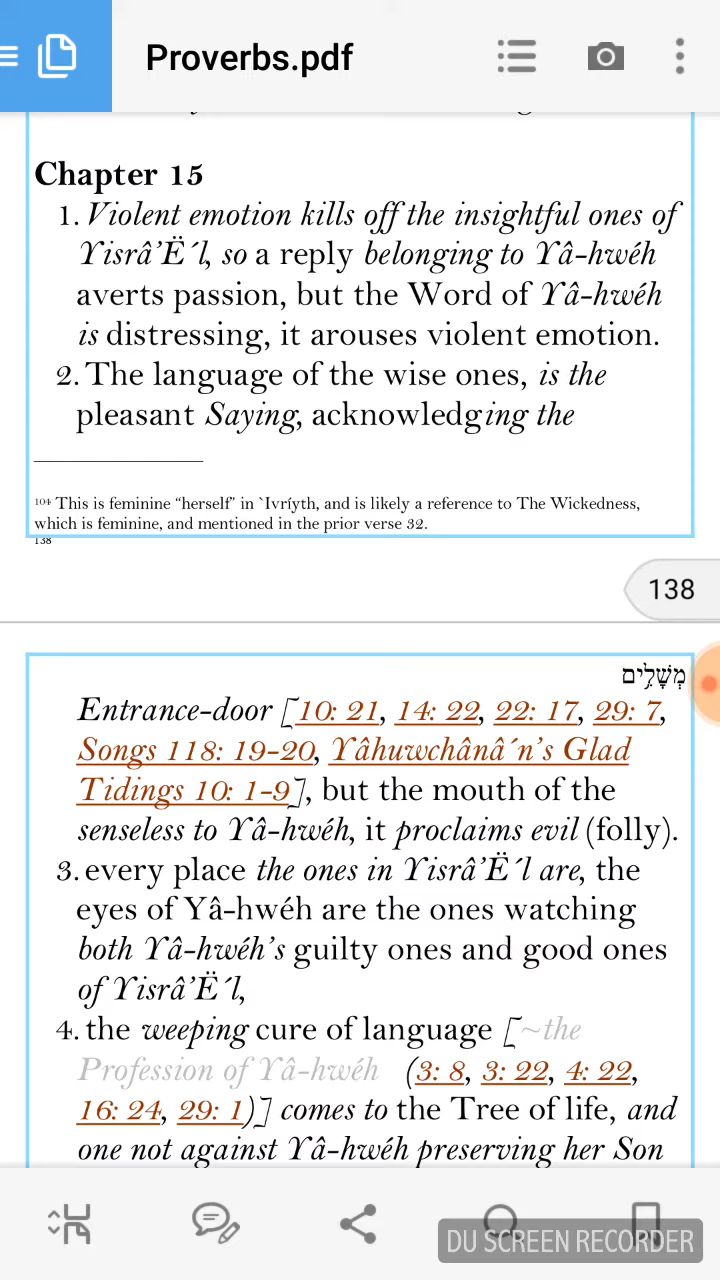 Proverbs.pdf
Chapter 15
1. Violent emotion kills off the insightful ones of
Yisrâ’Ë´l, so a reply belonging to Yâ-hwéh
averts passion, but the Word of Yâ-hwéh
is distressing, it arouses violent emotion.
2. The language of the wise ones, is the
pleasant Saying, acknowledging the
104 This is feminine “herself” in `Ivríyth, and is likely a reference to The Wickedness,
which is feminine, and mentioned in the prior verse 32.
138
138
מְשָׁלִים
Entrance-door [10: 21, 14: 22, 22: 17, 29: 7,
Songs 118: 19-20, Yâhuwchânâ´n’s Glad
Tidings 10: 1-9], but the mouth of the
senseless to Yâ-hwéh, it proclaims evil (folly).
3. every place the ones in Yisrâ’Ë´l are, the
eyes of Yâ-hwéh are the ones watching
both Yâ-hwéh’s guilty ones and good ones
of Yisrâ’Ë´l,
4. the weeping cure of language [~the
Profession of Yâ-hwéh (3: 8, 3: 22, 4: 22,
16: 24, 29: 1)] comes to the Tree of life, and
one not against Yâ-hwéh preserving her Son
DU SCREEN RECORDER